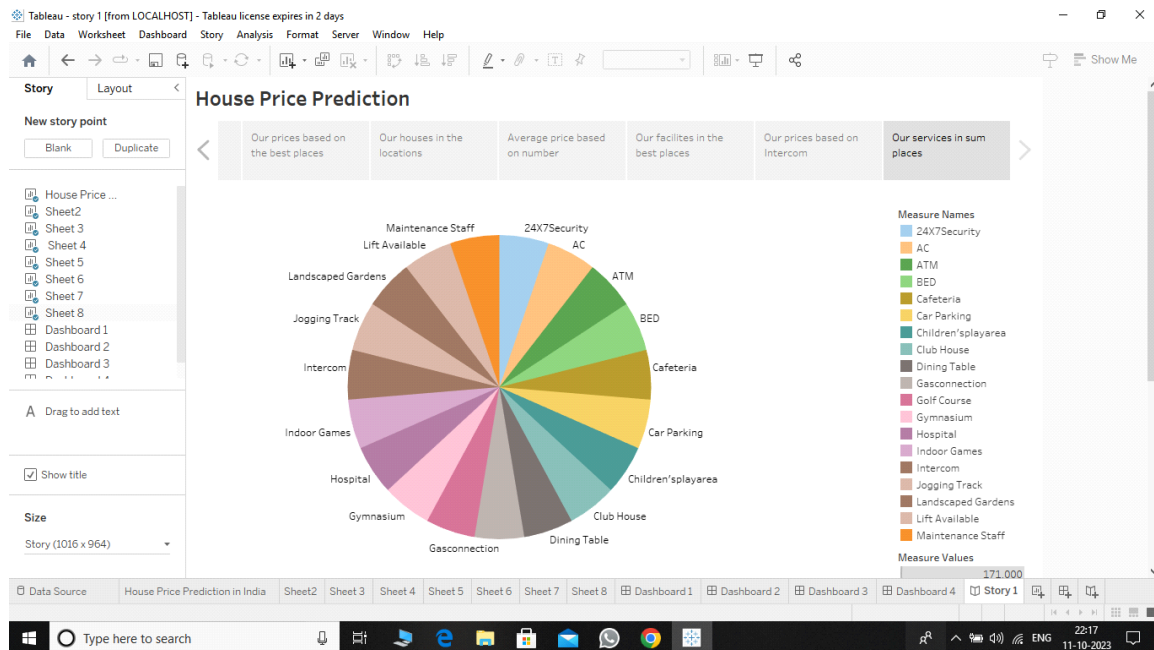 Tableau - story 1 [from LOCALHOST] - Tableau license expires in 2 days
File Data Worksheet Dashboard Story Analysis Format Server Window Help
Show Me
Story Layout
New story point
Blank Duplicate
House Price ...
Sheet2
Sheet 3
Sheet 4
Sheet 5
Sheet 6
Sheet 7
Sheet 8
Dashboard 1
Dashboard 2
Dashboard 3
A Drag to add text
Show title
Size
Story (1016 x 964)
House Price Prediction
Our prices based on
the best places
Our houses in the
locations
Average price based
on number
Our facilites in the
best places
Our prices based on
Intercom
Our services in sum
places
Maintenance Staff
24X7Security
Lift Available
AC
Landscaped Gardens
ATM
Jogging Track
BED
Intercom
Cafeteria
Indoor Games
Car Parking
Hospital
Children'splayarea
Gymnasium
Club House
Gasconnection
Dining Table
Measure Names
24X7Security
AC
ATM
BED
Cafeteria
Car Parking
Children'splayarea
Club House
Dining Table
Gasconnection
Golf Course
Gymnasium
Hospital
Indoor Games
Intercom
Jogging Track
Landscaped Gardens
Lift Available
Maintenance Staff
Measure Values
171.000
Data Source House Price Prediction in India Sheet2 Sheet 3 Sheet 4 Sheet 5 Sheet 6 Sheet 7 Sheet 8 Dashboard 1 Dashboard 2 Dashboard 3 Dashboard 4 Story 1
Type here to search
ENG
22:17
11-10-2023